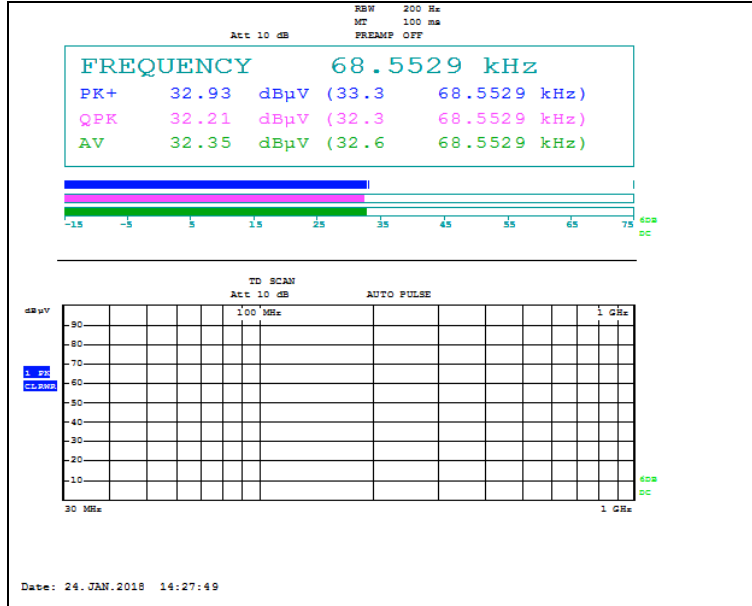 RBW 200 Hz
MT 100 ms
Att 10 dB PREAMP OFF
FREQUENCY 68.5529 kHz
PK+ 32.93 dBµV (33.3 68.5529 kHz)
QPK 32.21 dBµV (32.3 68.5529 kHz)
AV 32.35 dBµV (32.6 68.5529 kHz)
-15 -5 5 15 25 35 45 55 65 75
6DB
DC
TD SCAN
Att 10 dB AUTO PULSE
dBµV 100 MHz 1 GHz
90
80
70
1 PK
60
CLRWR
50
40
30
20
10
6DB
DC
30 MHz 1 GHz
Date: 24.JAN.2018 14:27:49